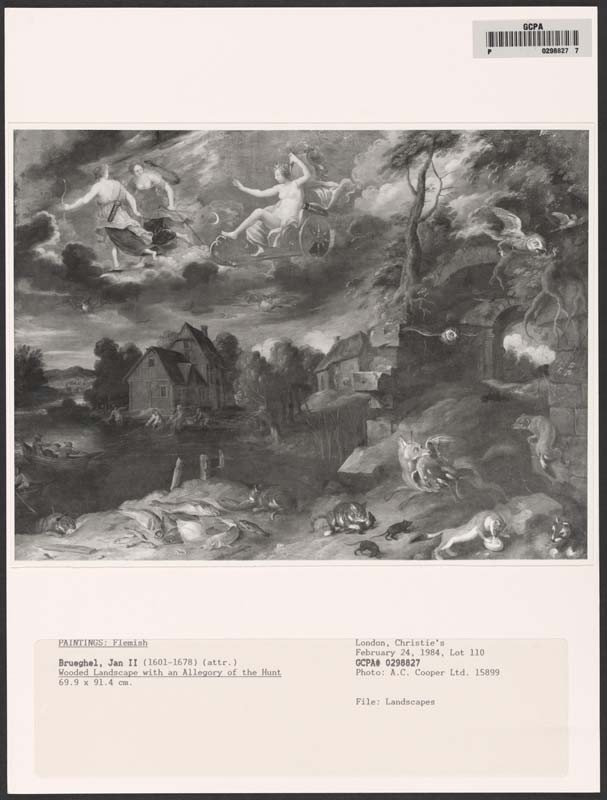 GCPA
P 0298827 7
PAINTINGS: Flemish
Brueghel, Jan II (1601-1678) (attr.)
Wooded Landscape with an Allegory of the Hunt
69.9 x 91.4 cm.
London, Christie's
February 24, 1984, Lot 110
GCPA# 0298827
Photo: A.C. Cooper Ltd. 15899
File: Landscapes